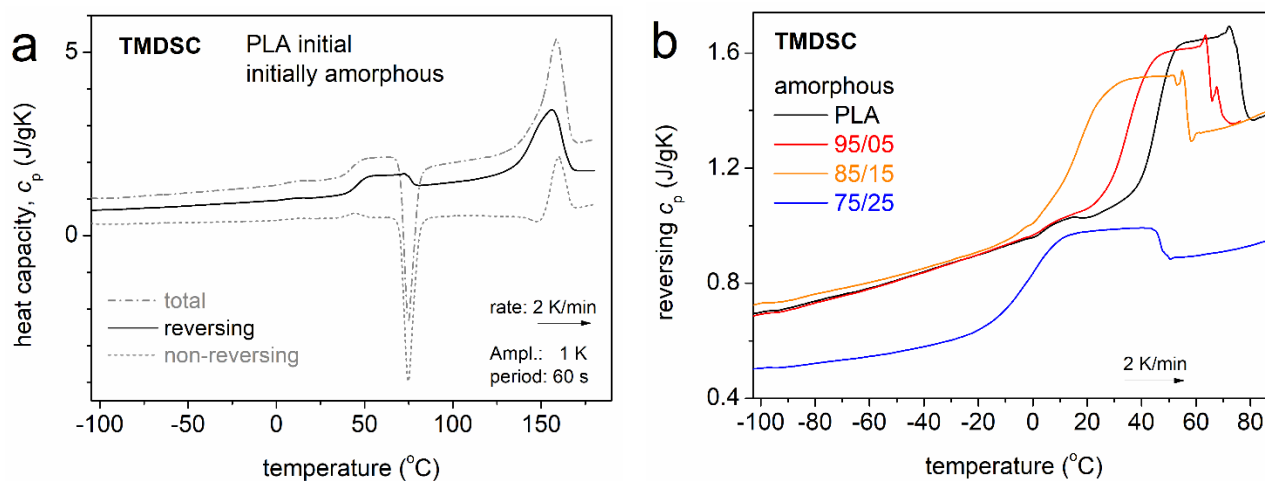 a
TMDSC
PLA initial
initially amorphous
5
0
heat capacity, cp (J/gK)
total
reversing
non-reversing
rate: 2 K/min
Ampl.: 1 K
period: 60 s
-100 -50 0 50 100 150
temperature (°C)
b
TMDSC
amorphous
PLA
95/05
85/15
75/25
1.6
1.2
0.8
0.4
reversing cp (J/gK)
2 K/min
-100 -80 -60 -40 -20 0 20 40 60 80
temperature (°C)